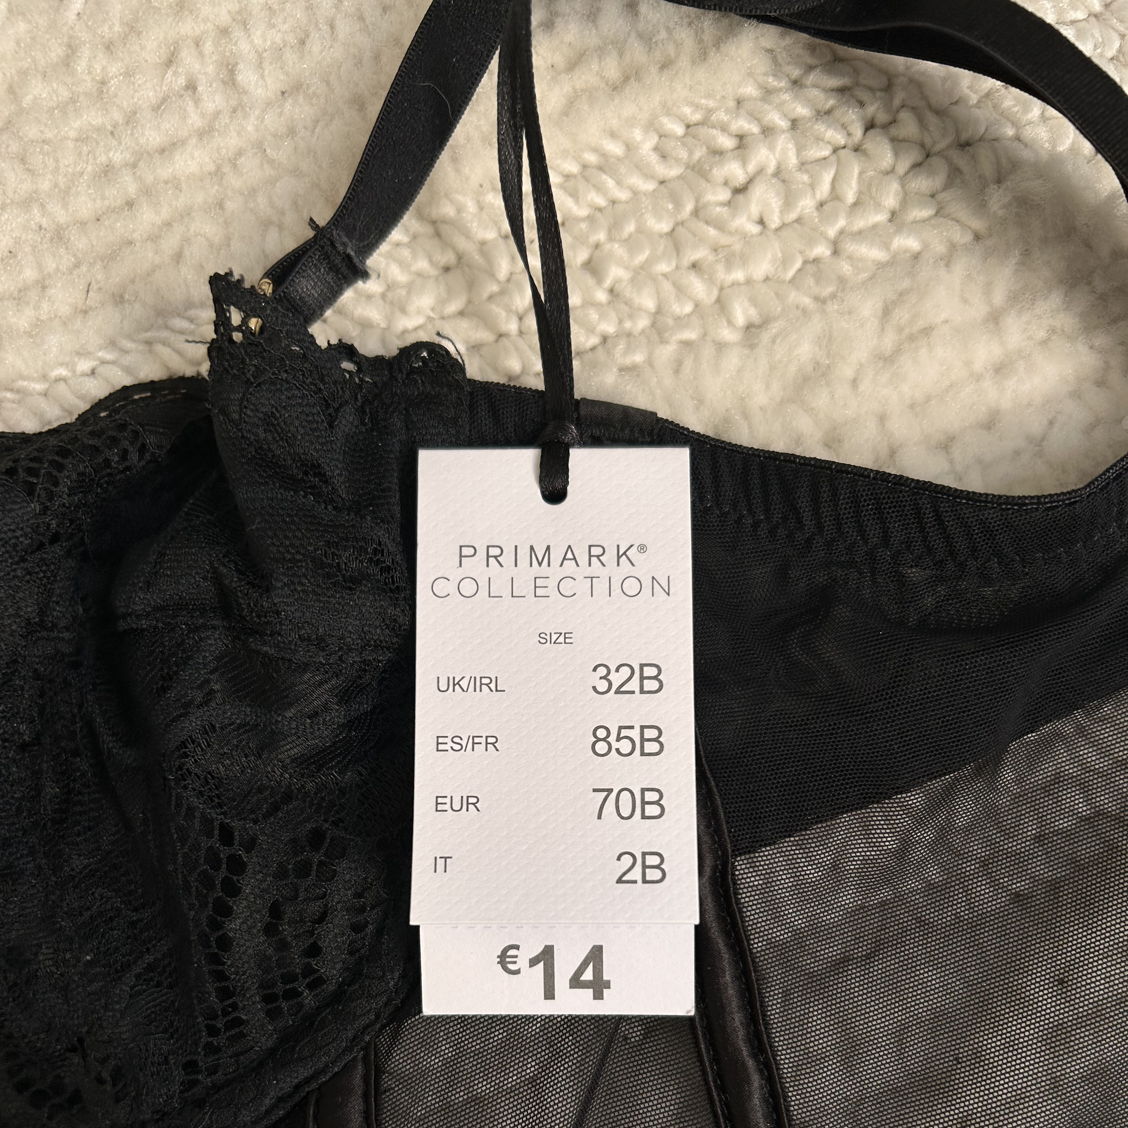 PRIMARK®
COLLECTION
SIZE
UK/IRL 32B
ES/FR 85B
EUR 70B
IT 2B
€14